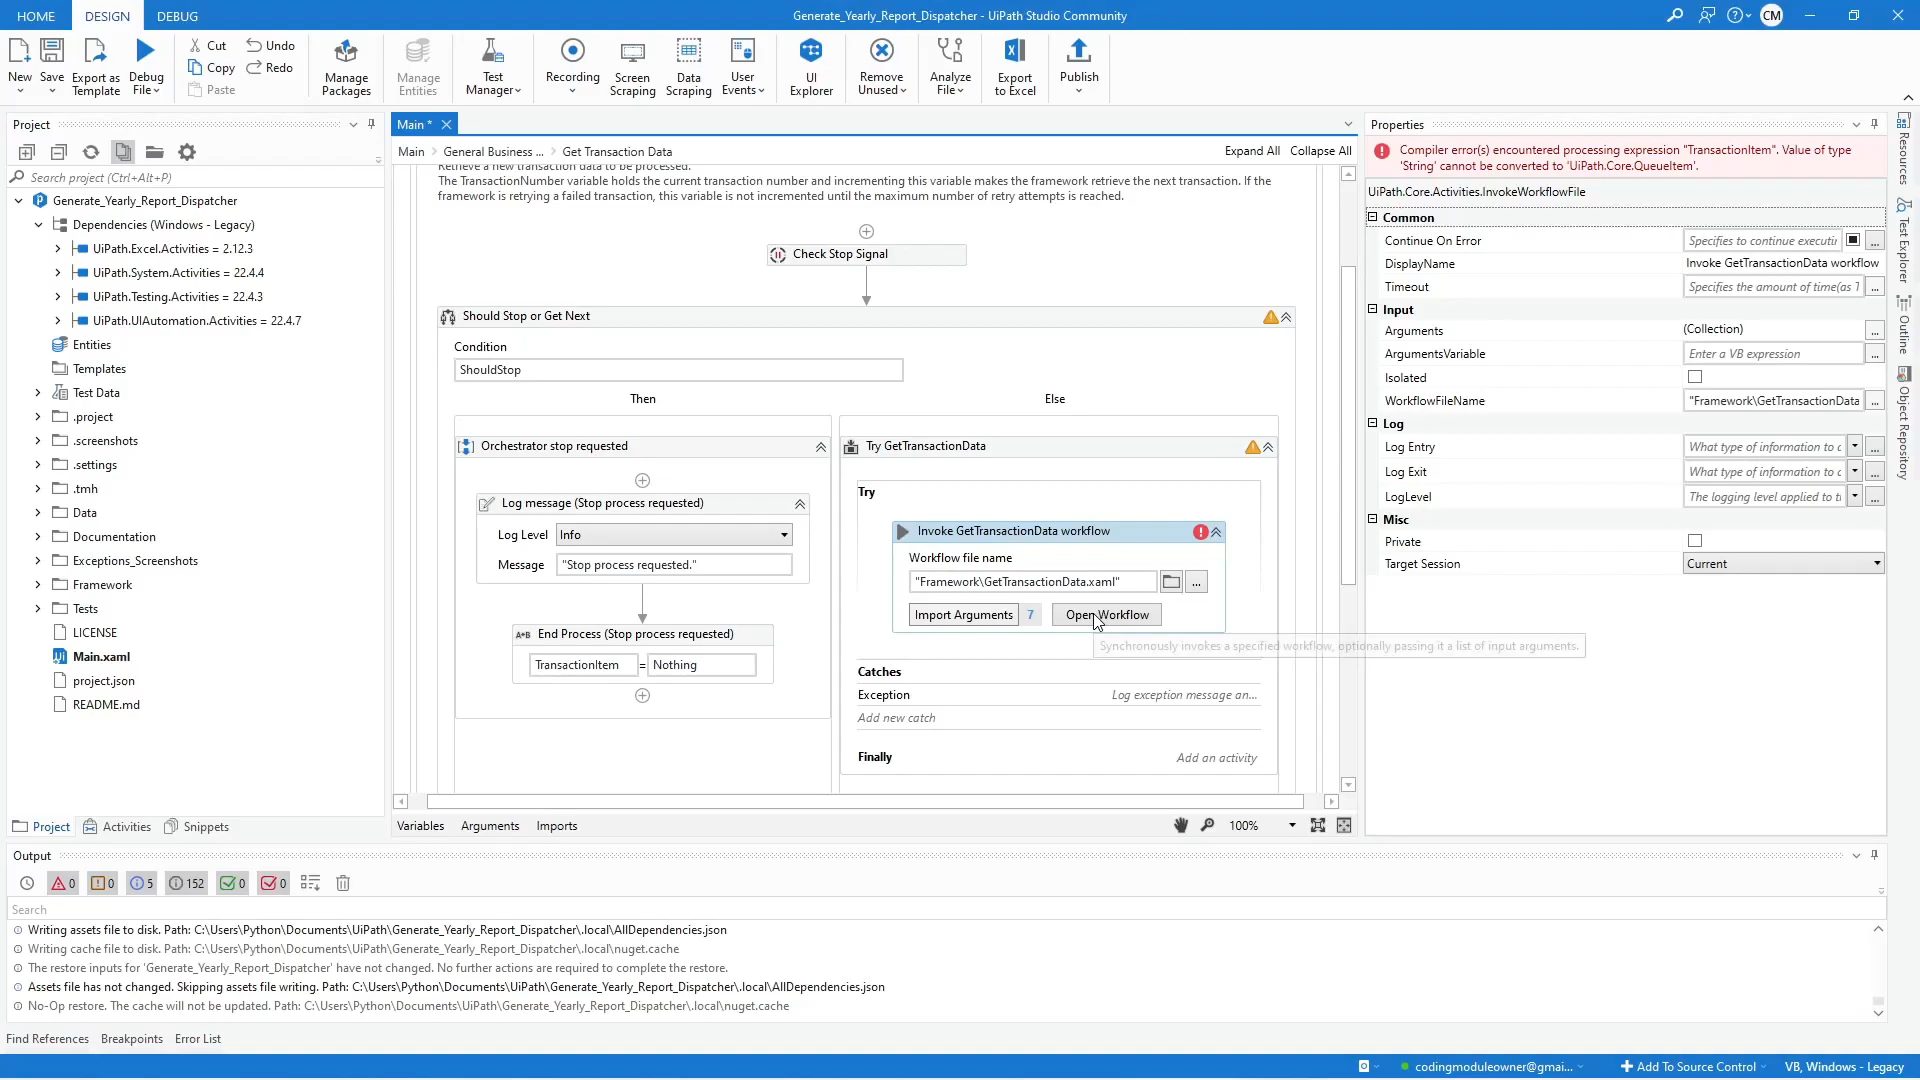 HOME DESIGN DEBUG
Generate_Yearly_Report_Dispatcher - UiPath Studio Community
CM
New
Save
Export as Template
Debug File
Cut
Copy
Paste
Undo
Redo
Manage Packages
Manage Entities
Test Manager
Recording
Screen Scraping
Data Scraping
User Events
UI Explorer
Remove Unused
Analyze File
Export to Excel
Publish
Project
Search project (Ctrl+Alt+P)
Generate_Yearly_Report_Dispatcher
Dependencies (Windows - Legacy)
UiPath.Excel.Activities = 2.12.3
UiPath.System.Activities = 22.4.4
UiPath.Testing.Activities = 22.4.3
UiPath.UIAutomation.Activities = 22.4.7
Entities
Templates
Test Data
.project
.screenshots
.settings
.tmh
Data
Documentation
Exceptions_Screenshots
Framework
Tests
LICENSE
Main.xaml
project.json
README.md
Project Activities Snippets
Main *
Main > General Business ... > Get Transaction Data
Expand All Collapse All
Retrieve a new transaction data to be processed.
The TransactionNumber variable holds the current transaction number and incrementing this variable makes the framework retrieve the next transaction. If the
framework is retrying a failed transaction, this variable is not incremented until the maximum number of retry attempts is reached.
Check Stop Signal
Should Stop or Get Next
Condition
ShouldStop
Then
Else
Orchestrator stop requested
Log message (Stop process requested)
Log Level Info
Message "Stop process requested."
End Process (Stop process requested)
A•B
TransactionItem = Nothing
Try GetTransactionData
Try
Invoke GetTransactionData workflow
Workflow file name
"Framework\GetTransactionData.xaml"
...
Import Arguments 7 Open Workflow
Synchronously invokes a specified workflow, optionally passing it a list of input arguments.
Catches
Exception Log exception message an...
Add new catch
Finally Add an activity
Variables Arguments Imports
100%
Properties
Compiler error(s) encountered processing expression "TransactionItem". Value of type
'String' cannot be converted to 'UiPath.Core.QueueItem'.
UiPath.Core.Activities.InvokeWorkflowFile
Common
Continue On Error Specifies to continue executin ...
DisplayName Invoke GetTransactionData workflow
Timeout Specifies the amount of time(as T ...
Input
Arguments (Collection) ...
ArgumentsVariable Enter a VB expression ...
Isolated
WorkflowFileName "Framework\GetTransactionData ...
Log
Log Entry What type of information to c ...
Log Exit What type of information to c ...
LogLevel The logging level applied to tl ...
Misc
Private
Target Session Current
Resources
Test Explorer
Outline
Object Repository
Output
0 0 5 152 0 0
Search
Writing assets file to disk. Path: C:\Users\Python\Documents\UiPath\Generate_Yearly_Report_Dispatcher\.local\AllDependencies.json
Writing cache file to disk. Path: C:\Users\Python\Documents\UiPath\Generate_Yearly_Report_Dispatcher\.local\nuget.cache
The restore inputs for 'Generate_Yearly_Report_Dispatcher' have not changed. No further actions are required to complete the restore.
Assets file has not changed. Skipping assets file writing. Path: C:\Users\Python\Documents\UiPath\Generate_Yearly_Report_Dispatcher\.local\AllDependencies.json
No-Op restore. The cache will not be updated. Path: C:\Users\Python\Documents\UiPath\Generate_Yearly_Report_Dispatcher\.local\nuget.cache
Find References Breakpoints Error List
codingmoduleowner@gmai... Add To Source Control VB, Windows - Legacy